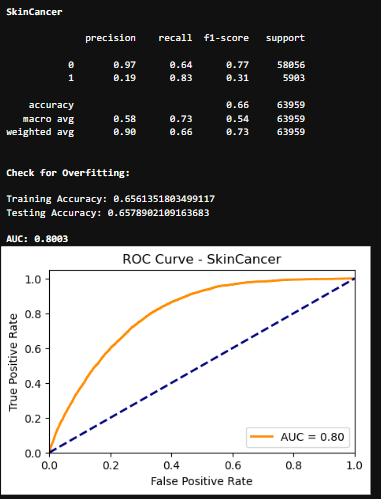 SkinCancer
precision recall f1-score support
0 0.97 0.64 0.77 58056
1 0.19 0.83 0.31 5903
accuracy 0.66 63959
macro avg 0.58 0.73 0.54 63959
weighted avg 0.90 0.66 0.73 63959
Check for Overfitting:
Training Accuracy: 0.6561351803499117
Testing Accuracy: 0.6578902109163683
AUC: 0.8003
ROC Curve - SkinCancer
1.0
0.8
0.6
0.4
0.2
0.0
True Positive Rate
AUC = 0.80
0.0 0.2 0.4 0.6 0.8 1.0
False Positive Rate